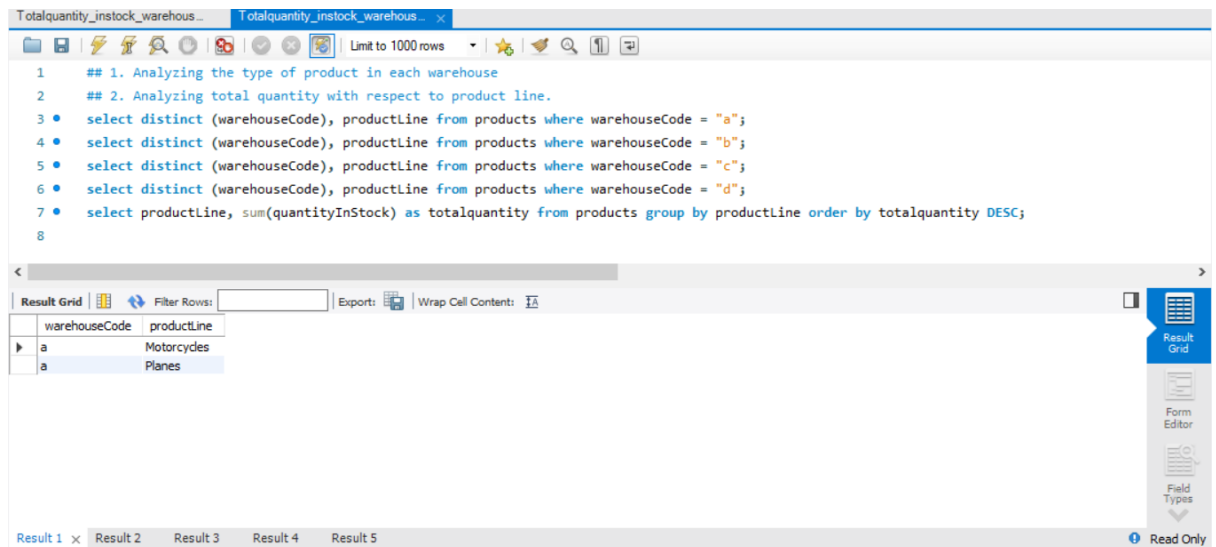 Totalquantity_instock_warehous... Totalquantity_instock_warehous...
Limit to 1000 rows
1 ## 1. Analyzing the type of product in each warehouse
2 ## 2. Analyzing total quantity with respect to product line.
3 select distinct (warehouseCode), productLine from products where warehouseCode = "a";
4 select distinct (warehouseCode), productLine from products where warehouseCode = "b";
5 select distinct (warehouseCode), productLine from products where warehouseCode = "c";
6 select distinct (warehouseCode), productLine from products where warehouseCode = "d";
7 select productLine, sum(quantityInStock) as totalquantity from products group by productLine order by totalquantity DESC;
8
Result Grid Filter Rows: Export: Wrap Cell Content: IA
warehouseCode productLine
a Motorcycles
a Planes
Result
Grid
Form
Editor
Field
Types
Result 1 Result 2 Result 3 Result 4 Result 5 Read Only